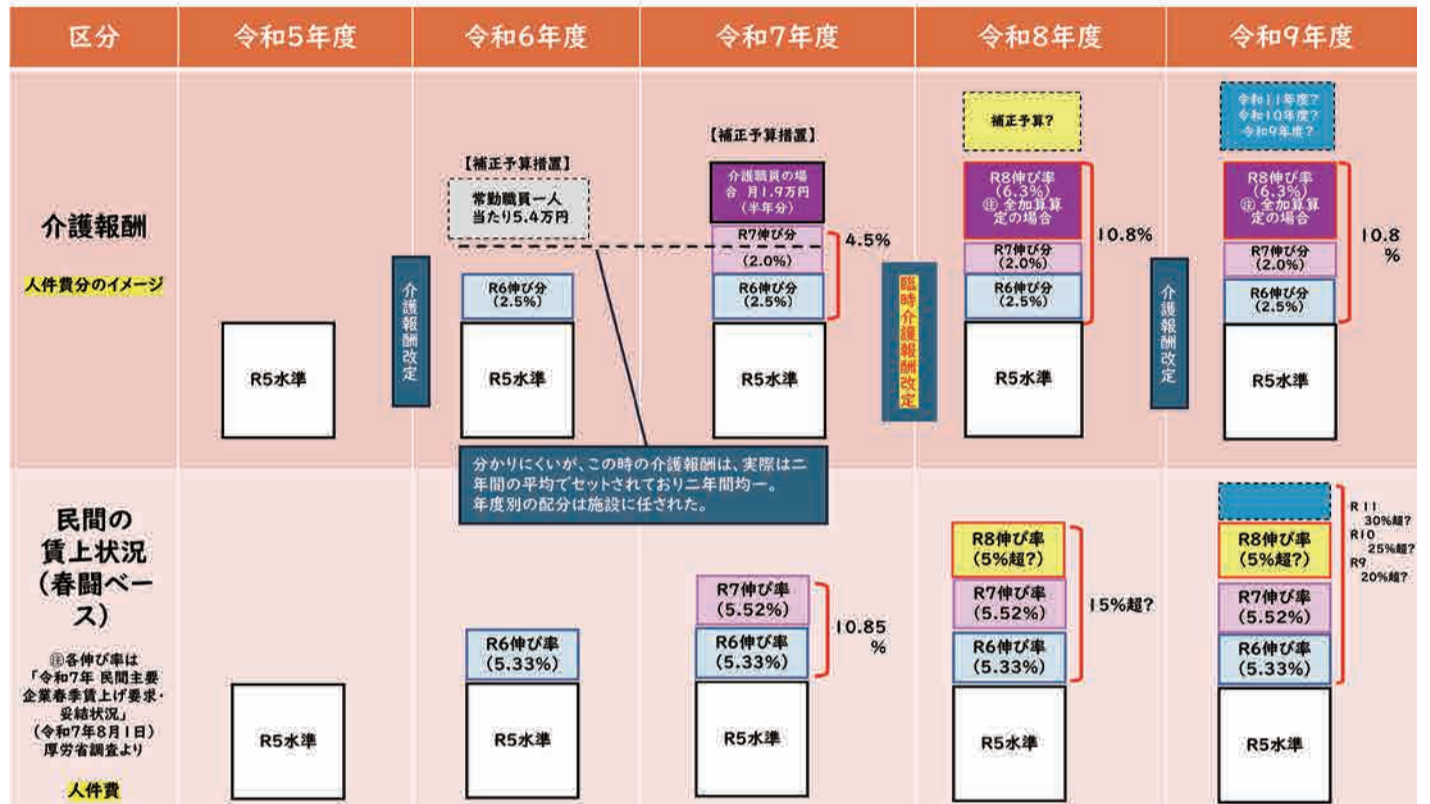 区分
令和5年度
令和6年度
令和7年度
令和8年度
令和9年度
介護報酬
人件費分のイメージ
R5水準
介護報酬改定
【補正予算措置】
常勤職員一人
当たり5.4万円
R6伸び分
(2.5%)
R5水準
【補正予算措置】
介護職員の場
合 月1.9万円
(半年分)
R7伸び分
(2.0%)
R6伸び分
(2.5%)
4.5%
R5水準
臨時介護報酬改定
補正予算?
R8伸び率
(6.3%)
㊟ 全加算算
定の場合
R7伸び分
(2.0%)
R6伸び分
(2.5%)
10.8%
R5水準
介護報酬改定
令和11年度?
令和10年度?
令和9年度?
R8伸び率
(6.3%)
㊟ 全加算算
定の場合
R7伸び分
(2.0%)
R6伸び分
(2.5%)
10.8
%
R5水準
分かりにくいが、この時の介護報酬は、実際は二
年間の平均でセットされており二年間均一。
年度別の配分は施設に任された。
民間の
賃上状況
(春闘ベー
ス)
㊟各伸び率は
「令和7年 民間主要
企業春季賃上げ要求・
妥結状況」
(令和7年8月1日)
厚労省調査より
人件費
R5水準
R6伸び率
(5.33%)
R5水準
R7伸び率
(5.52%)
R6伸び率
(5.33%)
10.85
%
R5水準
R8伸び率
(5%超?)
R7伸び率
(5.52%)
R6伸び率
(5.33%)
15%超?
R5水準
R8伸び率
(5%超?)
R7伸び率
(5.52%)
R6伸び率
(5.33%)
R11
30%超?
R10
25%超?
R9
20%超?
R5水準